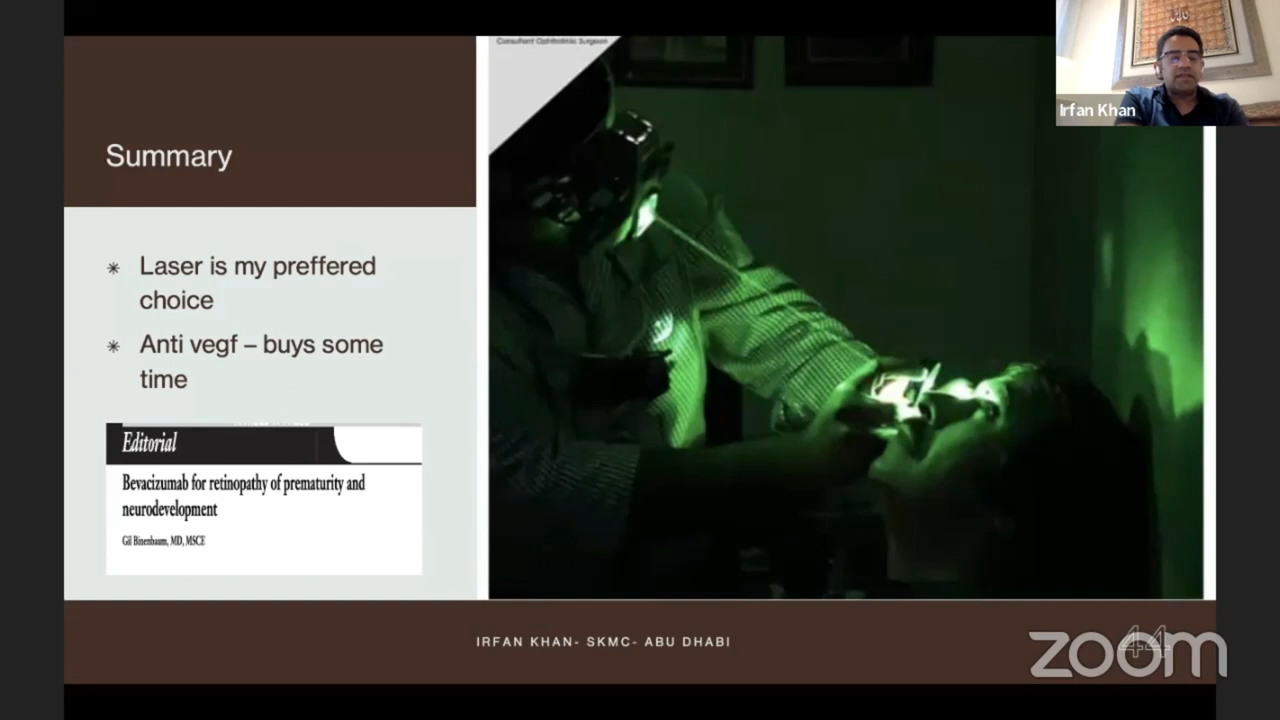 Consultant Ophthalmic Surgeon
Irfan Khan
Summary
Laser is my preffered
choice
Anti vegf – buys some
time
Editorial
Bevacizumab for retinopathy of prematurity and
neurodevelopment
Gil Binenbaum, MD, MSCE
IRFAN KHAN- SKMC- ABU DHABI
44
zoom